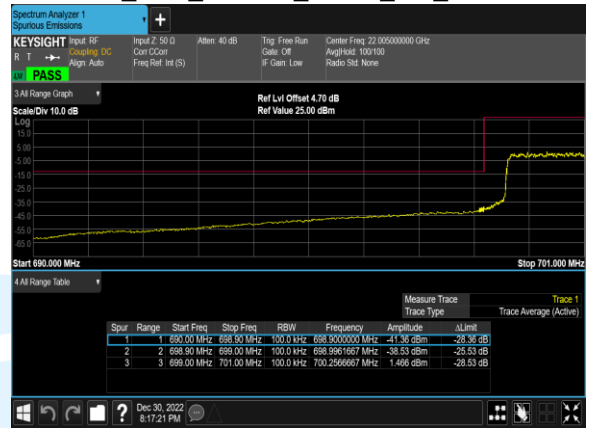 Spectrum Analyzer 1
Spurious Emissions
KEYSIGHT Input: RF Input Z: 50 Ω Atten: 40 dB Trig: Free Run Center Freq: 22.005000000 GHz
R T Coupling: DC Corr CCorr Gate: Off Avg|Hold: 100/100
Align: Auto Freq Ref: Int (S) IF Gain: Low Radio Std: None
LM PASS
3 All Range Graph
Ref Lvl Offset 4.70 dB
Scale/Div 10.0 dB Ref Value 25.00 dBm
Log
15.0
5.00
-5.00
-15.0
-25.0
-35.0
-45.0
-55.0
-65.0
Start 690.000 MHz Stop 701.000 MHz
4 All Range Table
Measure Trace Trace 1
Trace Type Trace Average (Active)
Spur Range Start Freq Stop Freq RBW Frequency Amplitude ΔLimit
1 1 690.00 MHz 698.90 MHz 100.0 kHz 698.9000000 MHz -41.36 dBm -28.36 dB
2 2 698.90 MHz 699.00 MHz 100.0 kHz 698.9961667 MHz -38.53 dBm -25.53 dB
3 3 699.00 MHz 701.00 MHz 100.0 kHz 700.2566667 MHz 1.466 dBm -28.53 dB
? Dec 30, 2022
8:17:21 PM